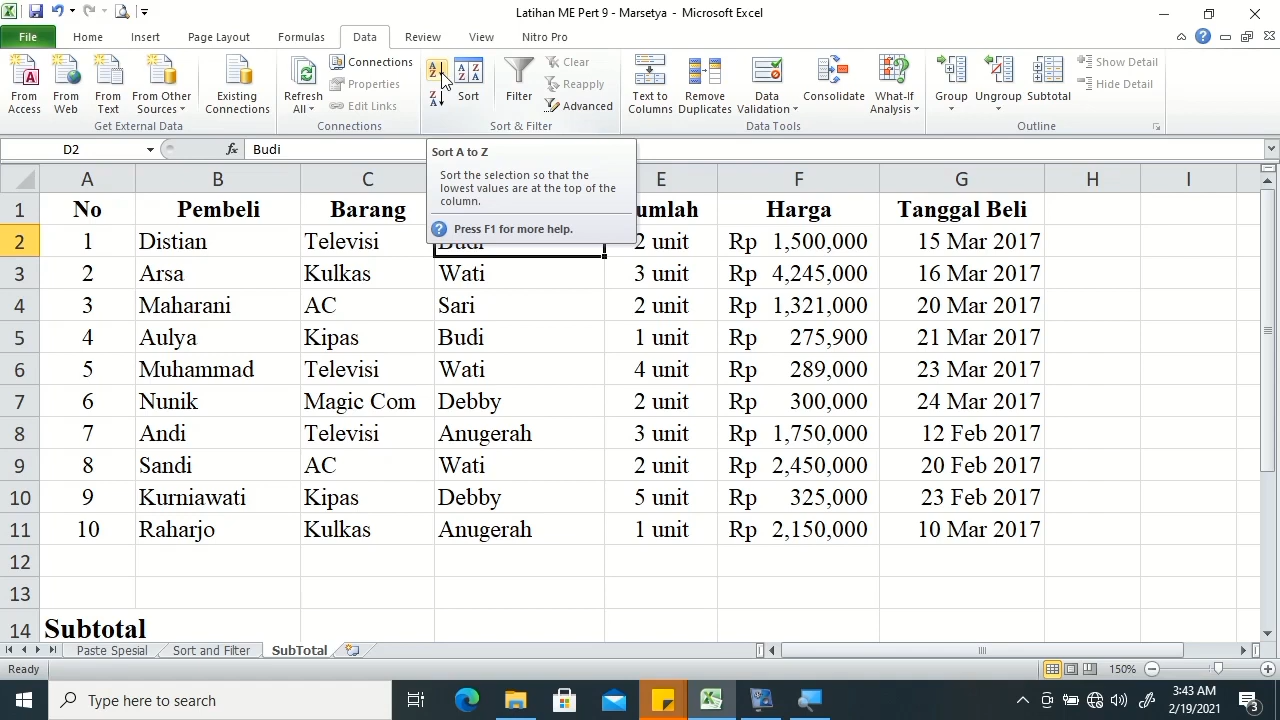 Latihan ME Pert 9 - Marsetya - Microsoft Excel
File Home Insert Page Layout Formulas Data Review View Nitro Pro
From Access
From Web
From Text
From Other Sources
Existing Connections
Get External Data
Refresh All
Connections
Properties
Edit Links
Connections
Sort
Filter
Clear
Reapply
Advanced
Sort & Filter
Text to Columns
Remove Duplicates
Data Validation
Consolidate
What-If Analysis
Data Tools
Group
Ungroup
Subtotal
Show Detail
Hide Detail
Outline
D2 fx Budi
Sort A to Z
Sort the selection so that the
lowest values are at the top of the
column.
Press F1 for more help.
A B C E F G H I
1 No Pembeli Barang Harga Tanggal Beli
2 1 Distian Televisi Budi 2 unit Rp 1,500,000 15 Mar 2017
3 2 Arsa Kulkas Wati 3 unit Rp 4,245,000 16 Mar 2017
4 3 Maharani AC Sari 2 unit Rp 1,321,000 20 Mar 2017
5 4 Aulya Kipas Budi 1 unit Rp 275,900 21 Mar 2017
6 5 Muhammad Televisi Wati 4 unit Rp 289,000 23 Mar 2017
7 6 Nunik Magic Com Debby 2 unit Rp 300,000 24 Mar 2017
8 7 Andi Televisi Anugerah 3 unit Rp 1,750,000 12 Feb 2017
9 8 Sandi AC Wati 2 unit Rp 2,450,000 20 Feb 2017
10 9 Kurniawati Kipas Debby 5 unit Rp 325,000 23 Feb 2017
11 10 Raharjo Kulkas Anugerah 1 unit Rp 2,150,000 10 Mar 2017
12
13
14 Subtotal
Paste Spesial Sort and Filter SubTotal
Ready 150%
Type here to search
3:43 AM
2/19/2021
3